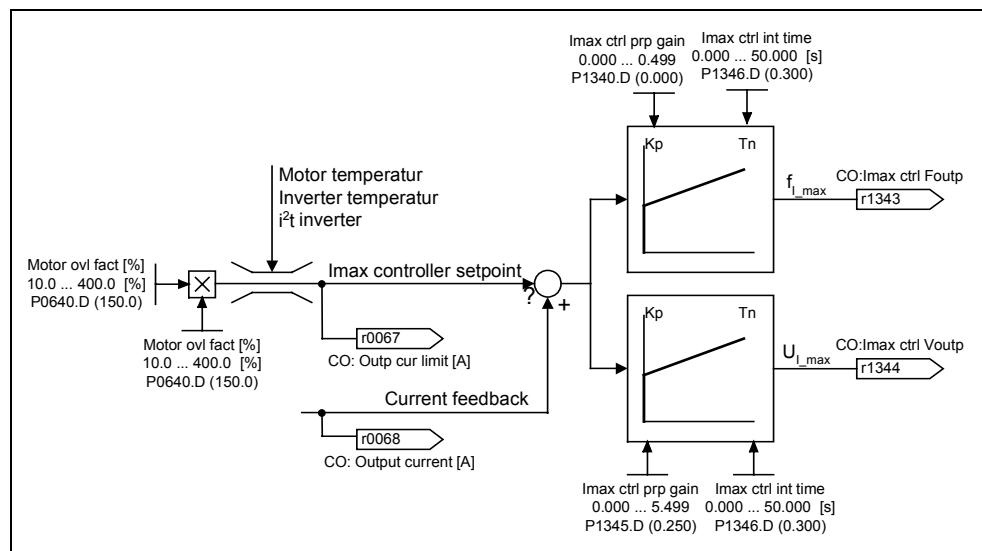 Imax ctrl prp gain
0.000 ... 0.499
P1340.D (0.000)
Imax ctrl int time
0.000 ... 50.000 [s]
P1346.D (0.300)
Kp
Tn
f I_max
CO:Imax ctrl Foutp
r1343
Motor temperatur
Inverter temperatur
i²t inverter
Motor ovl fact [%]
10.0 ... 400.0 [%]
P0640.D (150.0)
Imax controller setpoint
?
+
Motor ovl fact [%]
10.0 ... 400.0 [%]
P0640.D (150.0)
r0067
CO: Outp cur limit [A]
Current feedback
r0068
CO: Output current [A]
Kp
Tn
U I_max
CO:Imax ctrl Voutp
r1344
Imax ctrl prp gain
0.000 ... 5.499
P1345.D (0.250)
Imax ctrl int time
0.000 ... 50.000 [s]
P1346.D (0.300)